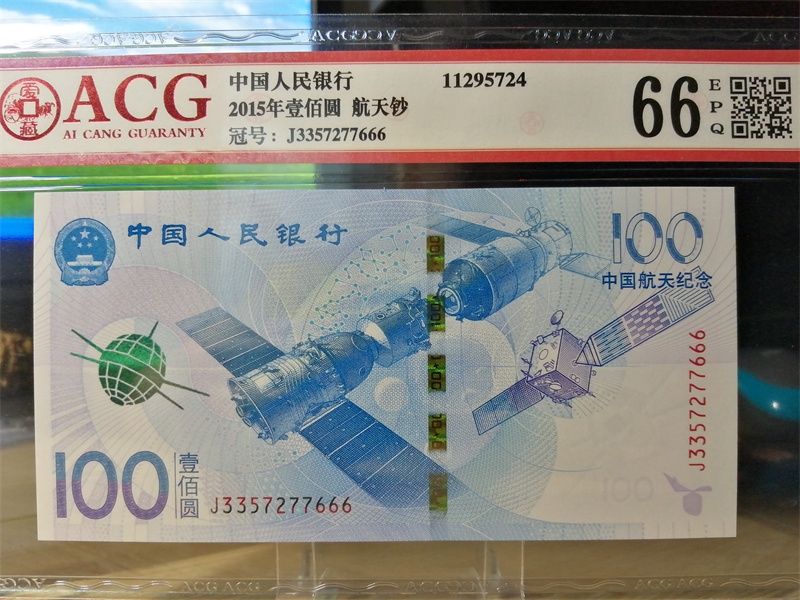 ACG
AI CANG GUARANTY
中国人民银行
2015年壹佰圆 航天钞
冠号: J3357277666
11295724
66
EPQ
中国人民银行
100
中国航天纪念
J3357277666
100
壹佰圆
J3357277666